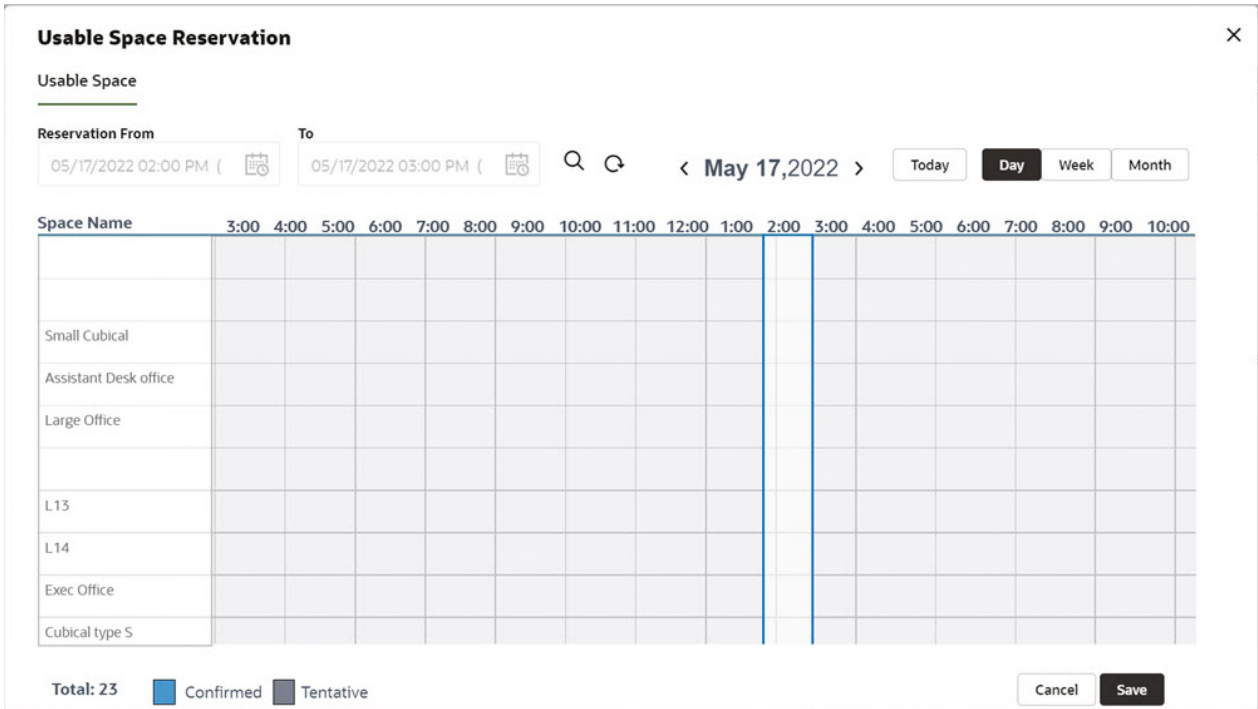 Usable Space Reservation
Usable Space
Reservation From To
05/17/2022 02:00 PM ( 05/17/2022 03:00 PM ( May 17,2022 Today Day Week Month
Space Name 3:00 4:00 5:00 6:00 7:00 8:00 9:00 10:00 11:00 12:00 1:00 2:00 3:00 4:00 5:00 6:00 7:00 8:00 9:00 10:00
Small Cubical
Assistant Desk office
Large Office
L13
L14
Exec Office
Cubical type S
Total: 23 Confirmed Tentative Cancel Save